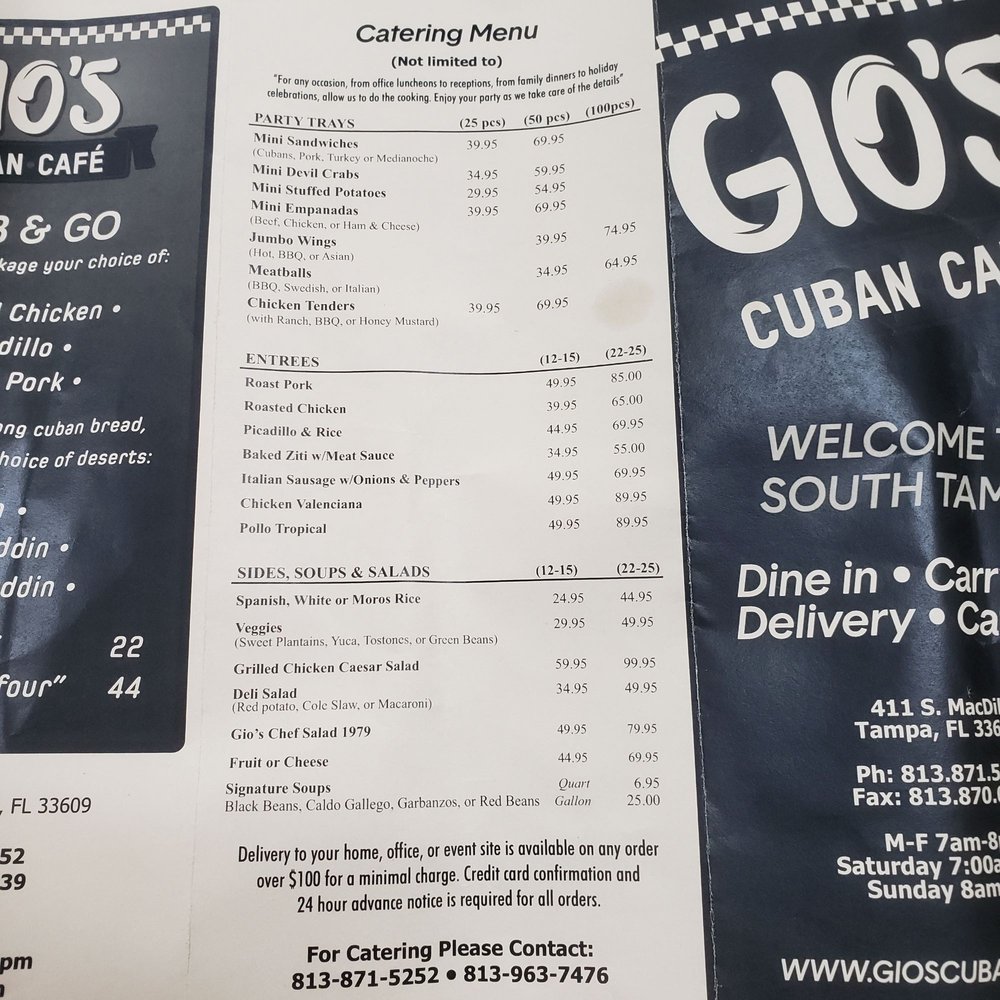 CAFÉ
& GO
your choice of:
Chicken •
Pork •
cuban bread,
of deserts:
22
44
, FL 33609
52
39
pm
Catering Menu
(Not limited to)
"For any occasion, from office luncheons to receptions, from family dinners to holiday
celebrations, allow us to do the cooking. Enjoy your party as we take care of the details"
PARTY TRAYS (25 pcs) (50 pcs) (100pcs)
Mini Sandwiches 39.95 69.95
(Cubans, Pork, Turkey or Medianoche)
Mini Devil Crabs 34.95 59.95
Mini Stuffed Potatoes 29.95 54.95
Mini Empanadas 39.95 69.95
(Beef, Chicken, or Ham & Cheese)
Jumbo Wings 39.95 74.95
(Hot, BBQ, or Asian)
Meatballs 34.95 64.95
(BBQ, Swedish, or Italian)
Chicken Tenders 39.95 69.95
(with Ranch, BBQ, or Honey Mustard)
ENTREES (12-15) (22-25)
Roast Pork 49.95 85.00
Roasted Chicken 39.95 65.00
Picadillo & Rice 44.95 69.95
Baked Ziti w/Meat Sauce 34.95 55.00
Italian Sausage w/Onions & Peppers 49.95 69.95
Chicken Valenciana 49.95 89.95
Pollo Tropical 49.95 89.95
SIDES, SOUPS & SALADS (12-15) (22-25)
Spanish, White or Moros Rice 24.95 44.95
Veggies 29.95 49.95
(Sweet Plantains, Yuca, Tostones, or Green Beans)
Grilled Chicken Caesar Salad 59.95 99.95
Deli Salad 34.95 49.95
(Red potato, Cole Slaw, or Macaroni)
Gio's Chef Salad 1979 49.95 79.95
Fruit or Cheese 44.95 69.95
Signature Soups Quart 6.95
Black Beans, Caldo Gallego, Garbanzos, or Red Beans Gallon 25.00
Delivery to your home, office, or event site is available on any order
over $100 for a minimal charge. Credit card confirmation and
24 hour advance notice is required for all orders.
For Catering Please Contact:
813-871-5252 • 813-963-7476
GIO'S
CUBAN CA
WELCOME
SOUTH TAM
Dine in • Carr
Delivery • Ca
411 S. MacDil
Tampa, FL 336
Ph: 813.871.5
Fax: 813.870.
M-F 7am-8
Saturday 7:00
Sunday 8am
WWW.GIOSCUBA